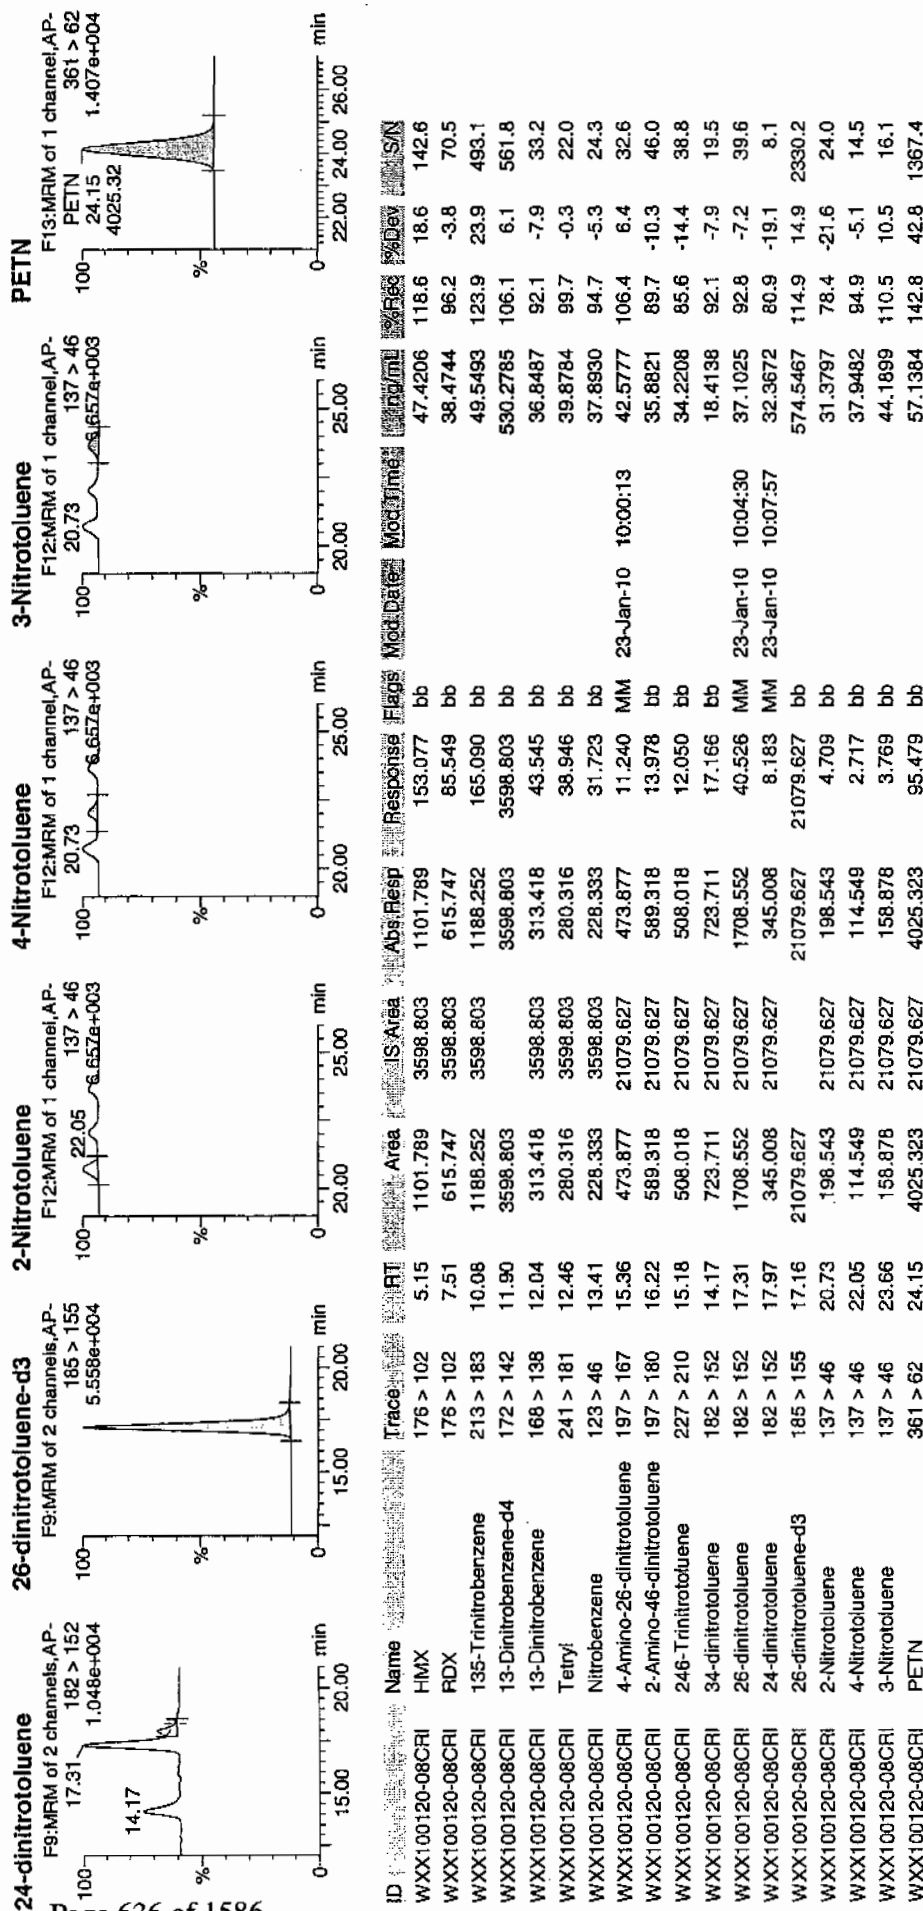 24-dinitrotoluene
F9:MRM of 2 channels,AP-
182 > 152
1.048e+004
17.31
14.17
100
%
0
15.00 20.00 min
26-dinitrotoluene-d3
F9:MRM of 2 channels,AP-
185 > 155
5.558e+004
100
%
0
15.00 20.00 min
2-Nitrotoluene
F12:MRM of 1 channel,AP-
137 > 46
6.657e+003
22.05
100
%
0
20.00 25.00 min
4-Nitrotoluene
F12:MRM of 1 channel,AP-
137 > 46
6.657e+003
20.73
100
%
0
20.00 25.00 min
3-Nitrotoluene
F12:MRM of 1 channel,AP-
137 > 46
6.657e+003
20.73
100
%
0
20.00 25.00 min
PETN
F13:MRM of 1 channel,AP-
361 > 62
1.407e+004
PETN
24.15
4025.32
100
%
0
22.00 24.00 26.00 min
ID Name Trace RT Area IS Area Abs Resp Response Flags Mod Date Mod Time ng/mL %Rec %Dev S/N
WXX100120-08CRI HMX 176 > 102 5.15 1101.789 3598.803 1101.789 153.077 bb 47.4206 118.6 18.6 142.6
WXX100120-08CRI RDX 176 > 102 7.51 615.747 3598.803 615.747 85.549 bb 38.4744 96.2 -3.8 70.5
WXX100120-08CRI 135-Trinitrobenzene 213 > 183 10.08 1188.252 3598.803 1188.252 165.090 bb 49.5493 123.9 23.9 493.1
WXX100120-08CRI 13-Dinitrobenzene-d4 172 > 142 11.90 3598.803 3598.803 3598.803 bb 530.2785 106.1 6.1 561.8
WXX100120-08CRI 13-Dinitrobenzene 168 > 138 12.04 313.418 3598.803 313.418 43.545 bb 36.8487 92.1 -7.9 33.2
WXX100120-08CRI Tetryl 241 > 181 12.46 280.316 3598.803 280.316 38.946 bb 39.8784 99.7 -0.3 22.0
WXX100120-08CRI Nitrobenzene 123 > 46 13.41 228.333 3598.803 228.333 31.723 bb 37.8930 94.7 -5.3 24.3
WXX100120-08CRI 4-Amino-26-dinitrotoluene 197 > 167 15.36 473.877 21079.627 473.877 11.240 MM 23-Jan-10 10:00:13 42.5777 106.4 6.4 32.6
WXX100120-08CRI 2-Amino-46-dinitrotoluene 197 > 180 16.22 589.318 21079.627 589.318 13.978 bb 35.8821 89.7 -10.3 46.0
WXX100120-08CRI 246-Trinitrotoluene 227 > 210 15.18 508.018 21079.627 508.018 12.050 bb 34.2208 85.6 -14.4 38.8
WXX100120-08CRI 34-dinitrotoluene 182 > 152 14.17 723.711 21079.627 723.711 17.166 bb 18.4138 92.1 -7.9 19.5
WXX100120-08CRI 26-dinitrotoluene 182 > 152 17.31 1708.552 21079.627 1708.552 40.526 MM 23-Jan-10 10:04:30 37.1025 92.8 -7.2 39.6
WXX100120-08CRI 24-dinitrotoluene 182 > 152 17.97 345.008 21079.627 345.008 8.183 MM 23-Jan-10 10:07:57 32.3672 80.9 -19.1 8.1
WXX100120-08CRI 26-dinitrotoluene-d3 185 > 155 17.16 21079.627 21079.627 21079.627 bb 574.5467 114.9 14.9 2330.2
WXX100120-08CRI 2-Nitrotoluene 137 > 46 20.73 198.543 21079.627 198.543 4.709 bb 31.3797 78.4 -21.6 24.0
WXX100120-08CRI 4-Nitrotoluene 137 > 46 22.05 114.549 21079.627 114.549 2.717 bb 37.9482 94.9 -5.1 14.5
WXX100120-08CRI 3-Nitrotoluene 137 > 46 23.66 158.878 21079.627 158.878 3.769 bb 44.1899 110.5 10.5 16.1
WXX100120-08CRI PETN 361 > 62 24.15 4025.323 21079.627 4025.323 95.479 bb 57.1384 142.8 42.8 1367.4
Page 636 of 1586